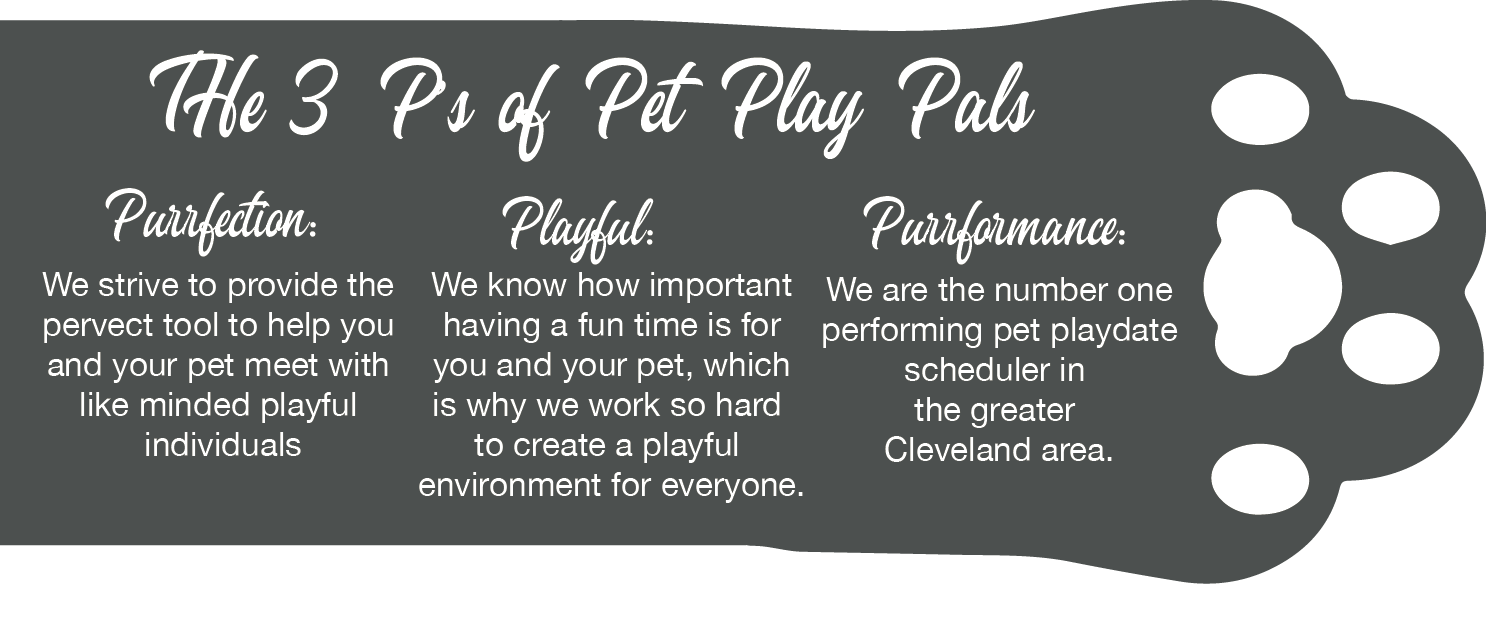 THe 3 P's of Pet Play Pals
Purrfection:
We strive to provide the
pervect tool to help you
and your pet meet with
like minded playful
individuals
Playful:
We know how important
having a fun time is for
you and your pet, which
is why we work so hard
to create a playful
environment for everyone.
Purrformance:
We are the number one
performing pet playdate
scheduler in
the greater
Cleveland area.